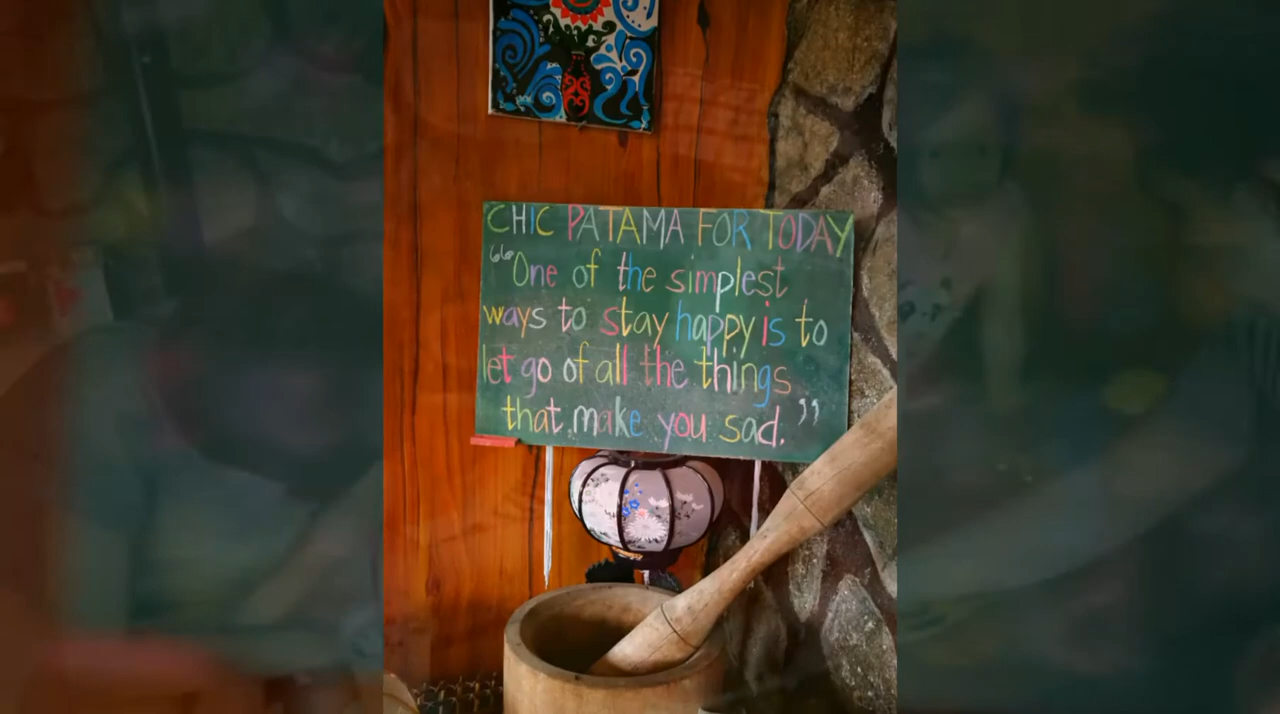 CHIC PATAMA FOR TODAY
"One of the simplest
ways to stay happy is to
let go of all the things
that make you sad."